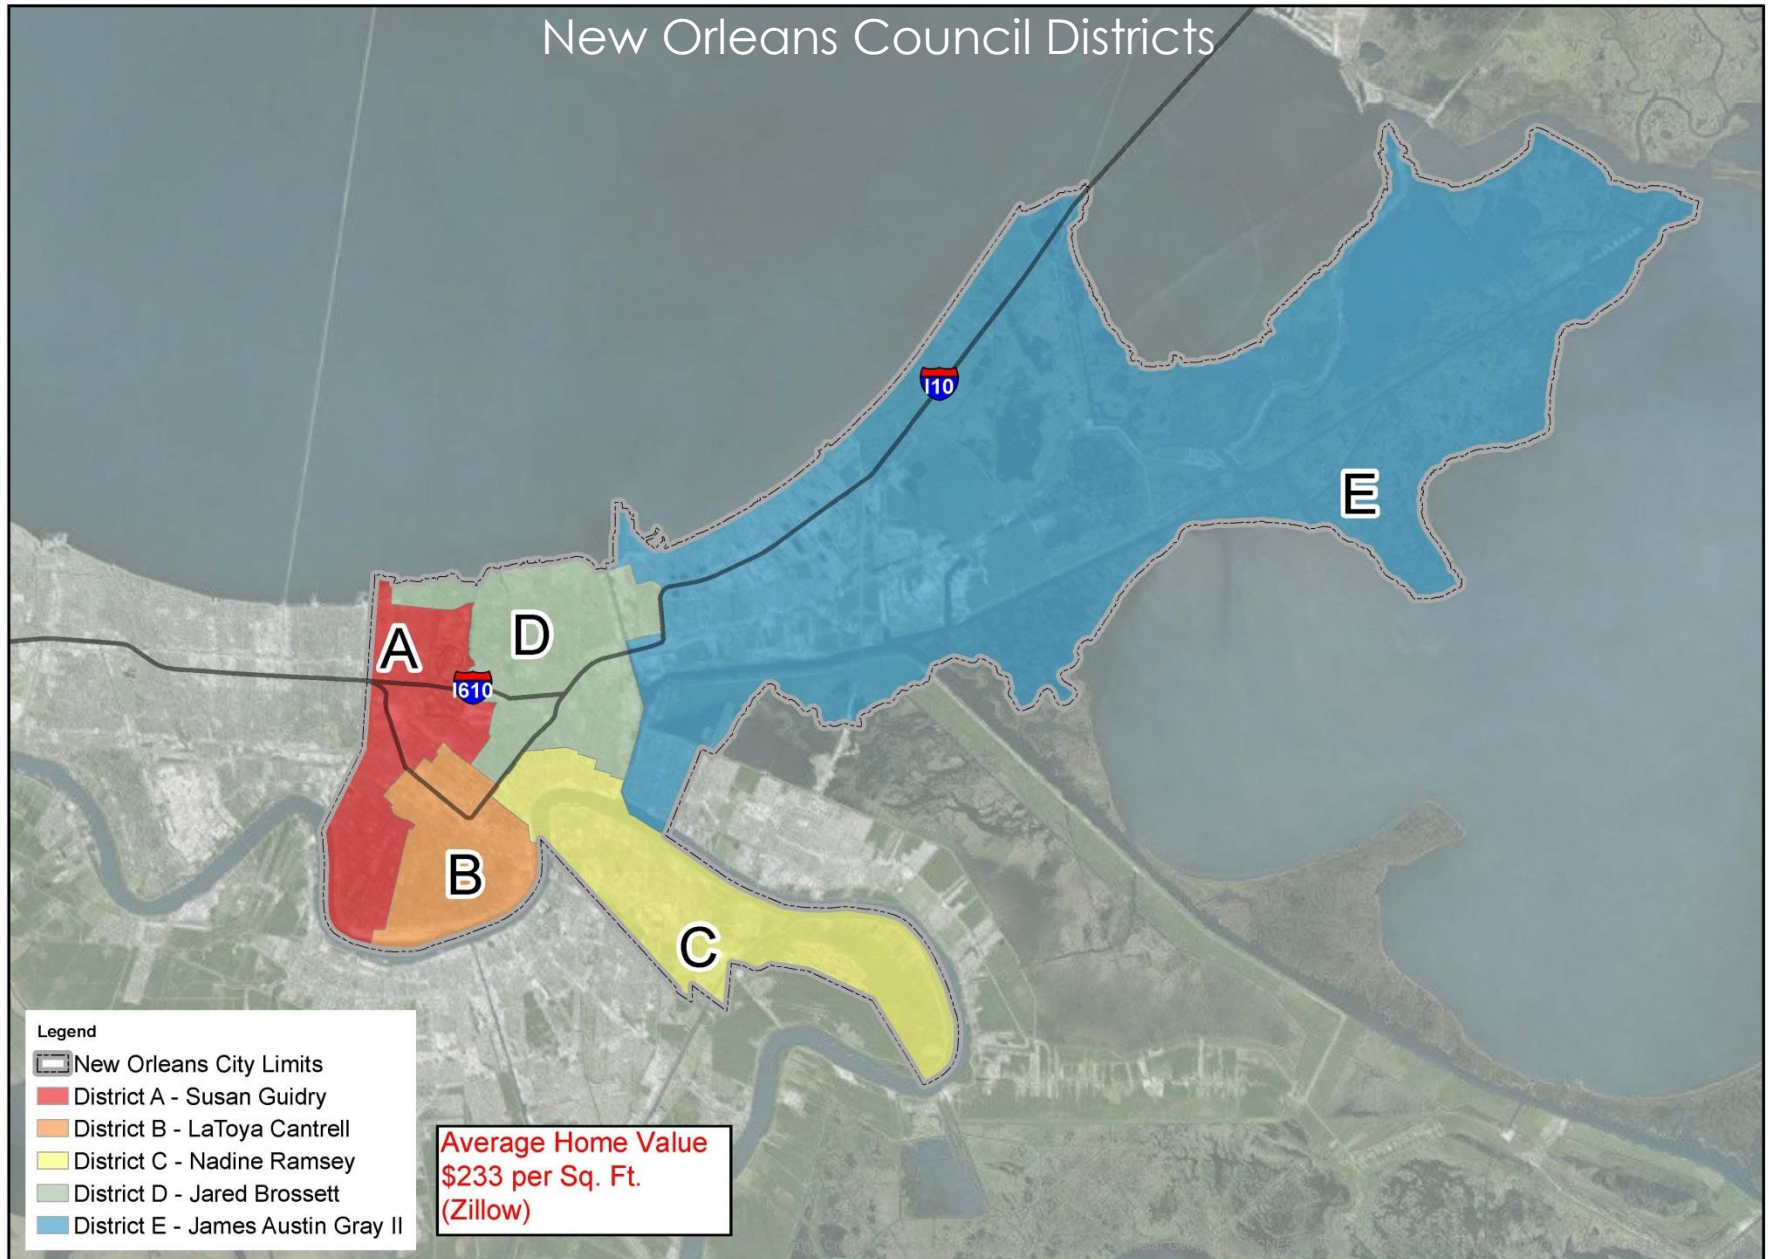 New Orleans Council Districts
I10
E
A
D
I610
B
C
Legend
New Orleans City Limits
District A - Susan Guidry
District B - LaToya Cantrell
District C - Nadine Ramsey
District D - Jared Brossett
District E - James Austin Gray II
Average Home Value
$233 per Sq. Ft.
(Zillow)